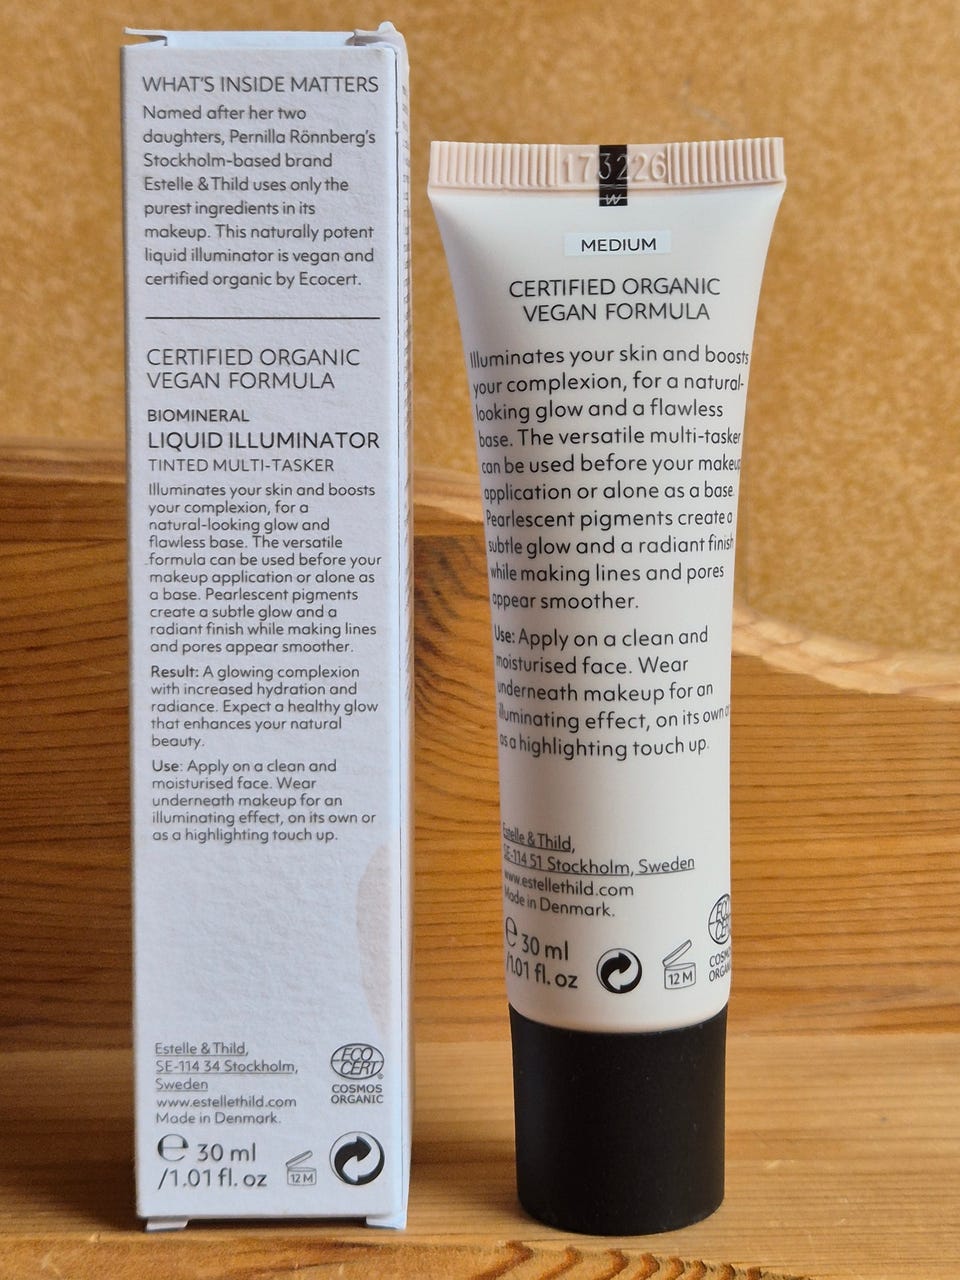 WHAT'S INSIDE MATTERS
Named after her two
daughters, Pernilla Rönnberg's
Stockholm-based brand
Estelle & Thild uses only the
purest ingredients in its
makeup. This naturally potent
liquid illuminator is vegan and
certified organic by Ecocert.
CERTIFIED ORGANIC
VEGAN FORMULA
BIOMINERAL
LIQUID ILLUMINATOR
TINTED MULTI-TASKER
Illuminates your skin and boosts
your complexion, for a
natural-looking glow and
flawless base. The versatile
formula can be used before your
makeup application or alone as
a base. Pearlescent pigments
create a subtle glow and a
radiant finish while making lines
and pores appear smoother.
Result: A glowing complexion
with increased hydration and
radiance. Expect a healthy glow
that enhances your natural
beauty.
Use: Apply on a clean and
moisturised face. Wear
underneath makeup for an
illuminating effect, on its own or
as a highlighting touch up.
Estelle & Thild,
SE-114 34 Stockholm,
Sweden
www.estellethild.com
Made in Denmark.
ECO
CERT
COSMOS
ORGANIC
℮ 30 ml
/1.01 fl. oz
12 M
173226
W
MEDIUM
CERTIFIED ORGANIC
VEGAN FORMULA
Illuminates your skin and boosts
your complexion, for a natural-
looking glow and a flawless
base. The versatile multi-tasker
can be used before your makeup
application or alone as a base.
Pearlescent pigments create a
subtle glow and a radiant finish
while making lines and pores
appear smoother.
Use: Apply on a clean and
moisturised face. Wear
underneath makeup for an
illuminating effect, on its own or
as a highlighting touch up.
Estelle & Thild,
SE-114 51 Stockholm, Sweden
www.estellethild.com
Made in Denmark.
℮ 30 ml
/1.01 fl. oz
12 M
ECO
CERT
COSMOS
ORGANIC